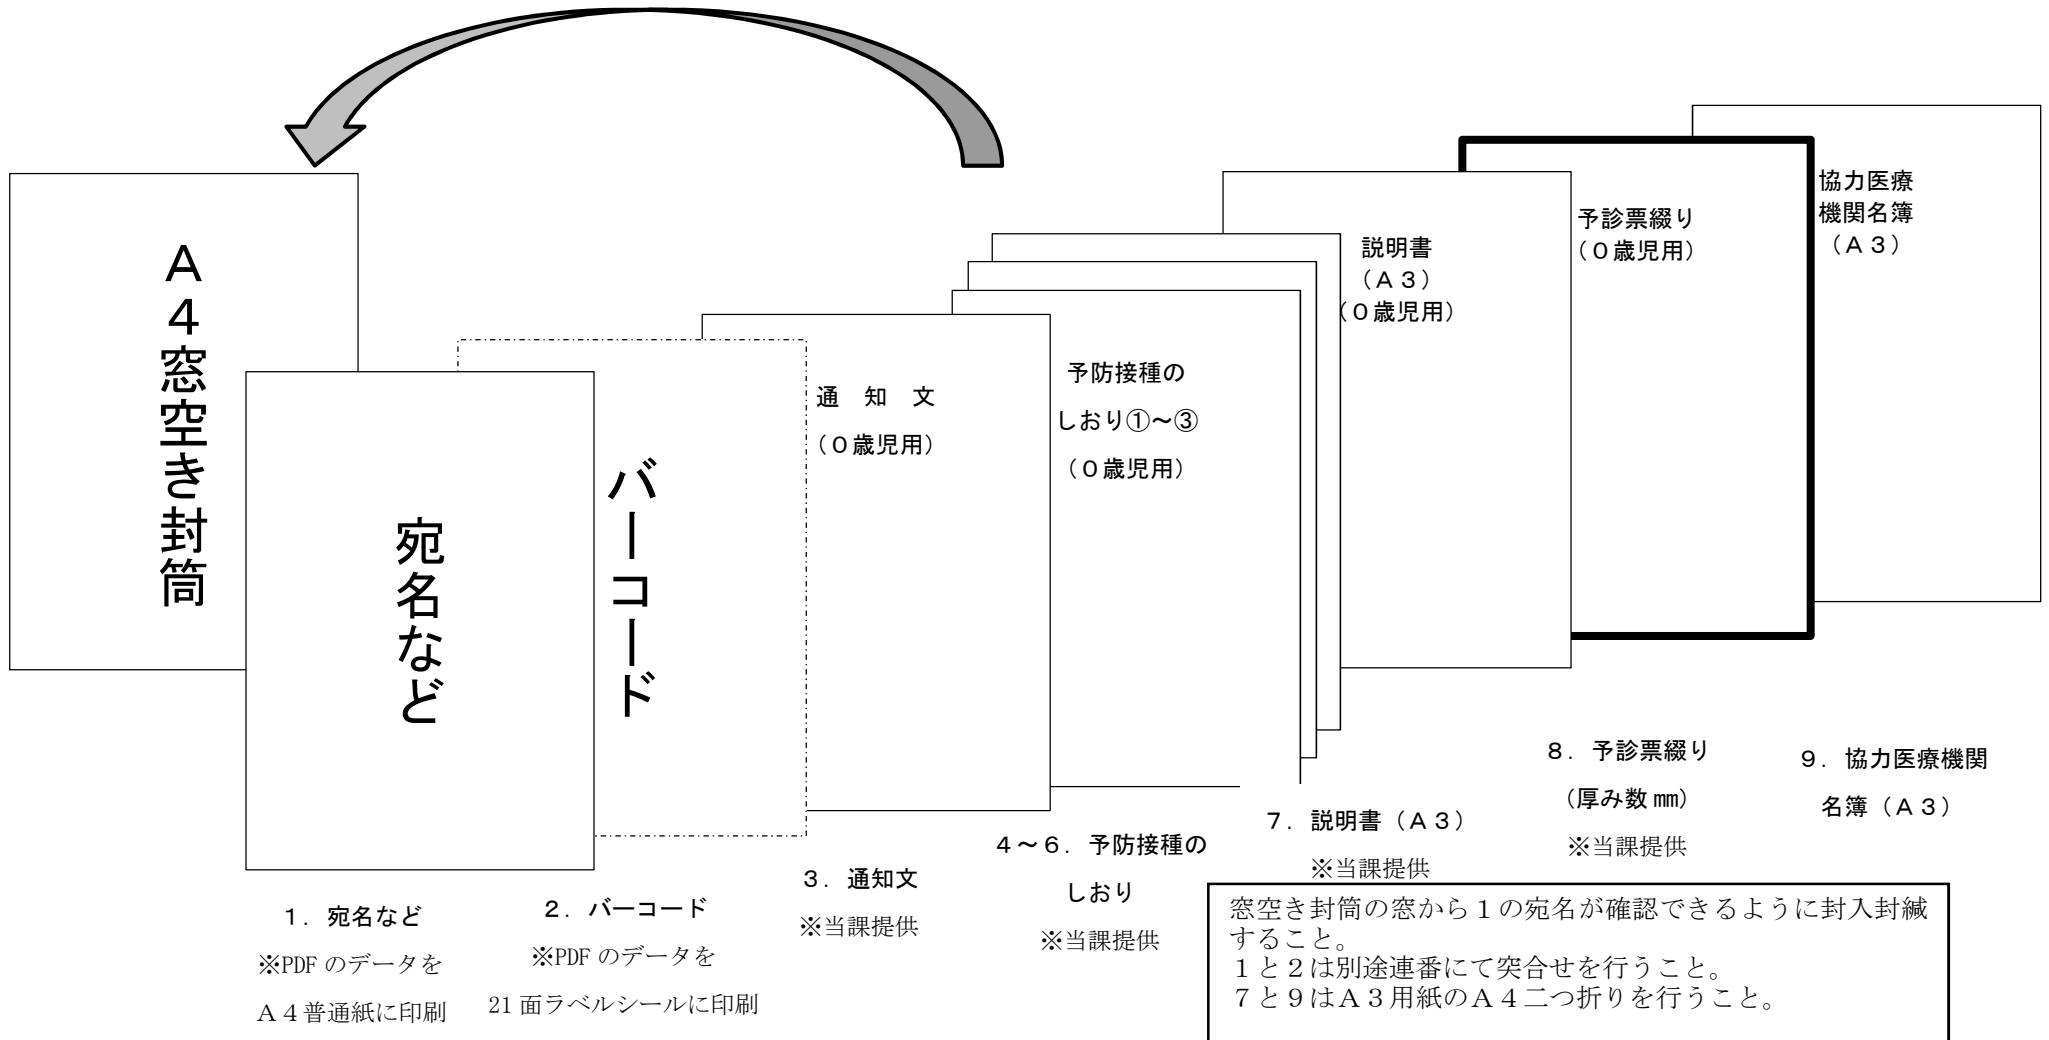 A4窓空き封筒
宛名など
バーコード
通 知 文
(0歳児用)
予防接種の
しおり①~③
(0歳児用)
説明書
(A3)
(0歳児用)
予診票綴り
(0歳児用)
協力医療
機関名簿
(A3)
1.宛名など
※PDFのデータを
A4普通紙に印刷
2.バーコード
※PDFのデータを
21面ラベルシールに印刷
3.通知文
※当課提供
4~6.予防接種の
しおり
※当課提供
7.説明書(A3)
※当課提供
8.予診票綴り
(厚み数㎜)
※当課提供
9.協力医療機関
名簿(A3)
窓空き封筒の窓から1の宛名が確認できるように封入封緘
すること。
1と2は別途連番にて突合せを行うこと。
7と9はA3用紙のA4二つ折りを行うこと。